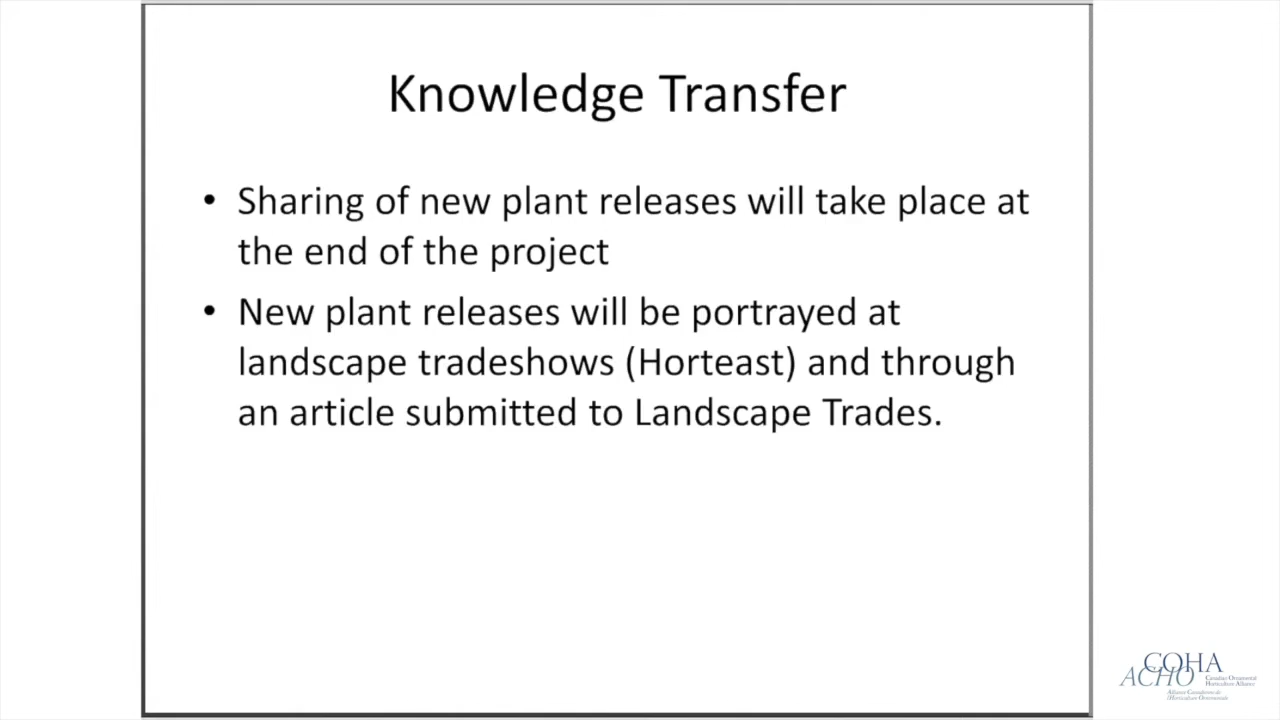 Knowledge Transfer
• Sharing of new plant releases will take place at
the end of the project
• New plant releases will be portrayed at
landscape tradeshows (Horteast) and through
an article submitted to Landscape Trades.
COHA
ACHO
Canadian Ornamental
Horticulture Alliance
Alliance Canadienne de
l'Horticulture Ornementale